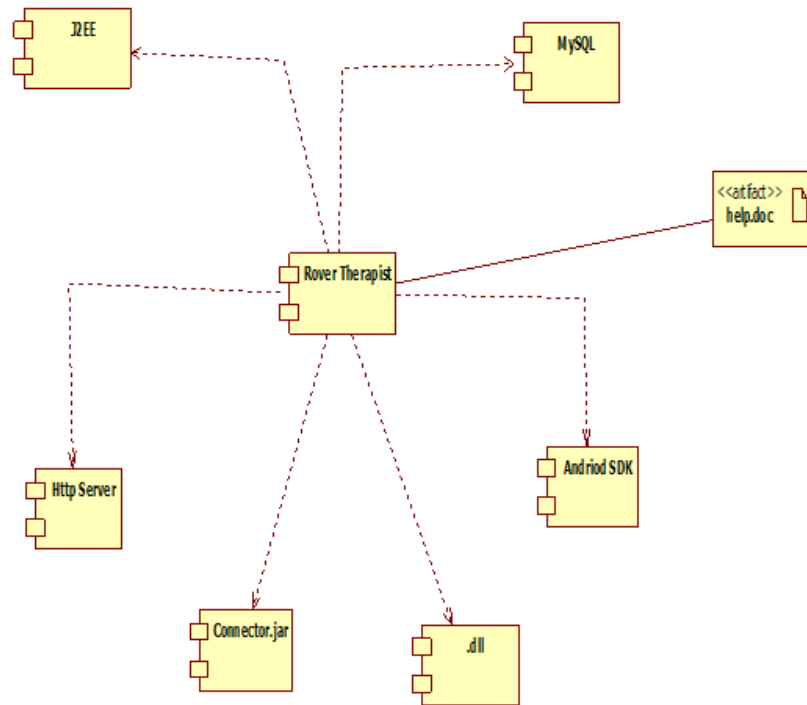 J2EE
MySQL
<<artifact>>
help.doc
Rover Therapist
Http Server
Andriod SDK
Connector.jar
.dll